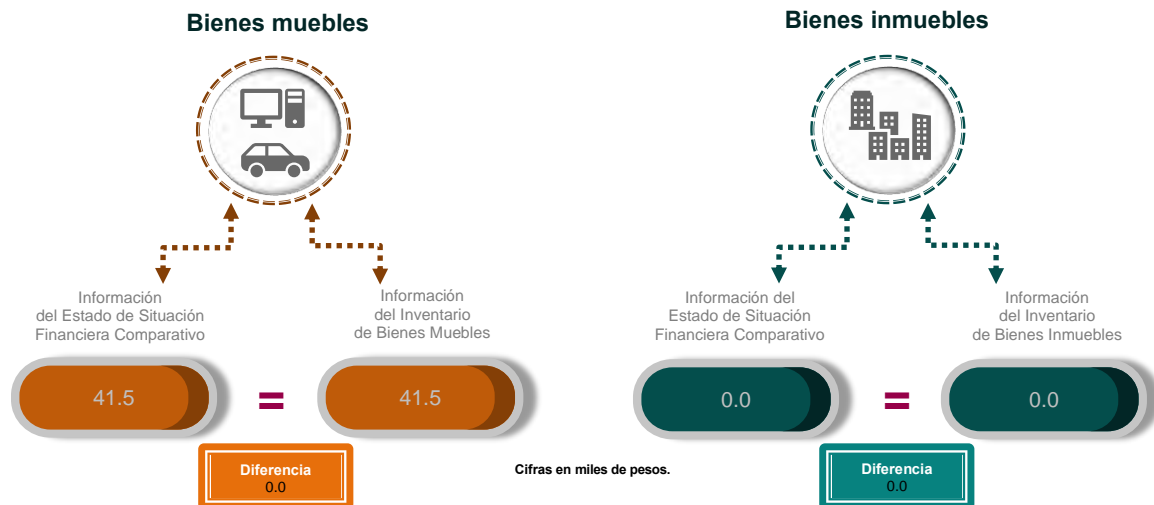 Bienes muebles
Información
del Estado de Situación
Financiera Comparativo
Información
del Inventario
de Bienes Muebles
41.5
=
41.5
Diferencia
0.0
Cifras en miles de pesos.
Bienes inmuebles
Información del
Estado de Situación
Financiera Comparativo
Información
del Inventario
de Bienes Inmuebles
0.0
=
0.0
Diferencia
0.0